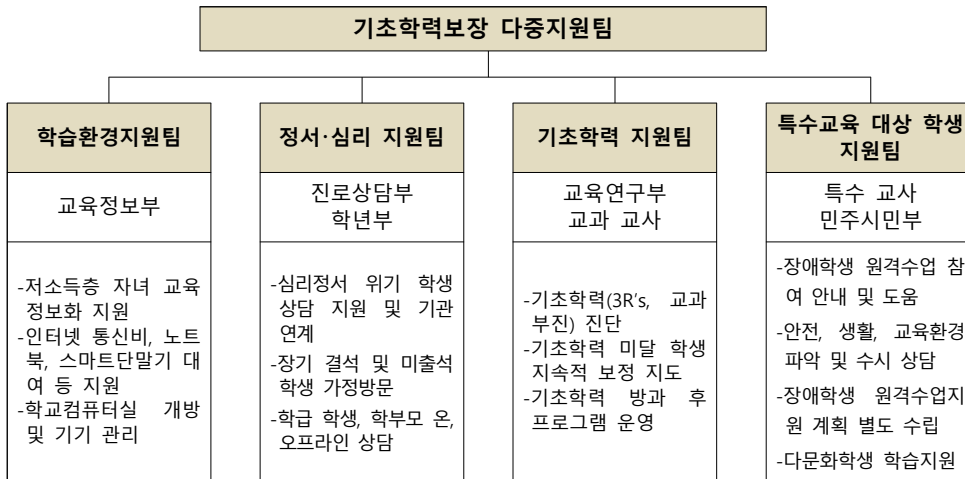 기초학력보장 다중지원팀
학습환경지원팀
교육정보부
-저소득층 자녀 교육
정보화 지원
-인터넷 통신비, 노트
북, 스마트단말기 대
여 등 지원
-학교컴퓨터실 개방
및 기기 관리
정서·심리 지원팀
진로상담부
학년부
-심리정서 위기 학생
상담 지원 및 기관
연계
-장기 결석 및 미출석
학생 가정방문
-학급 학생, 학부모 온,
오프라인 상담
기초학력 지원팀
교육연구부
교과 교사
-기초학력(3R's, 교과
부진) 진단
-기초학력 미달 학생
지속적 보정 지도
-기초학력 방과 후
프로그램 운영
특수교육 대상 학생
지원팀
특수 교사
민주시민부
-장애학생 원격수업 참
여 안내 및 도움
-안전, 생활, 교육환경
파악 및 수시 상담
-장애학생 원격수업지
원 계획 별도 수립
-다문화학생 학습지원